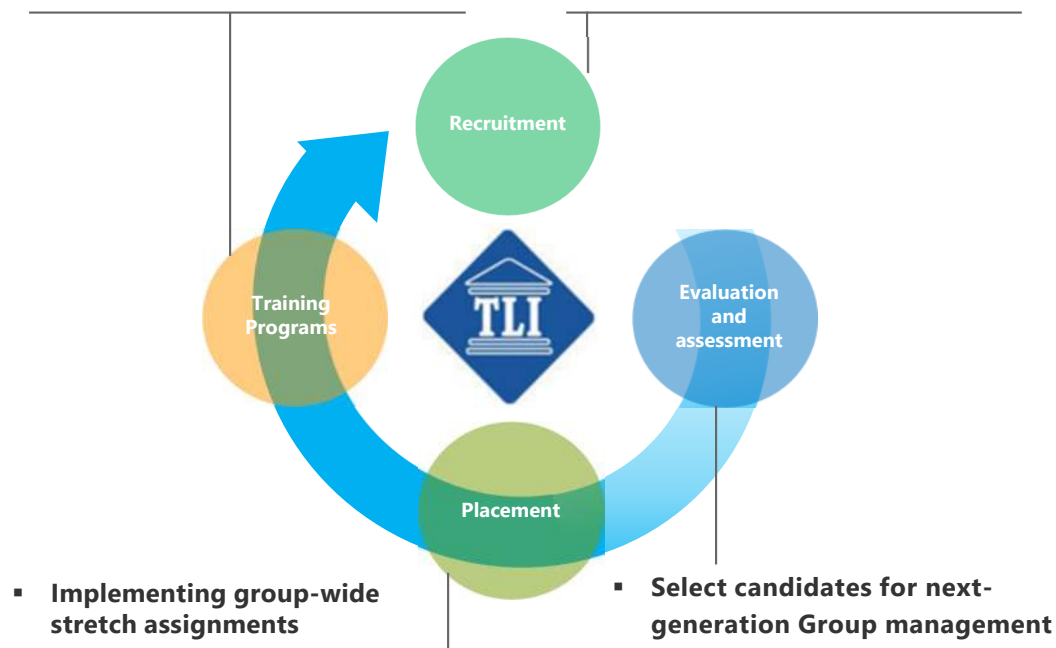 Recruitment
Training
Programs
TLI
Evaluation
and
assessment
Placement
▪ Implementing group-wide
stretch assignments
▪ Select candidates for next-
generation Group management